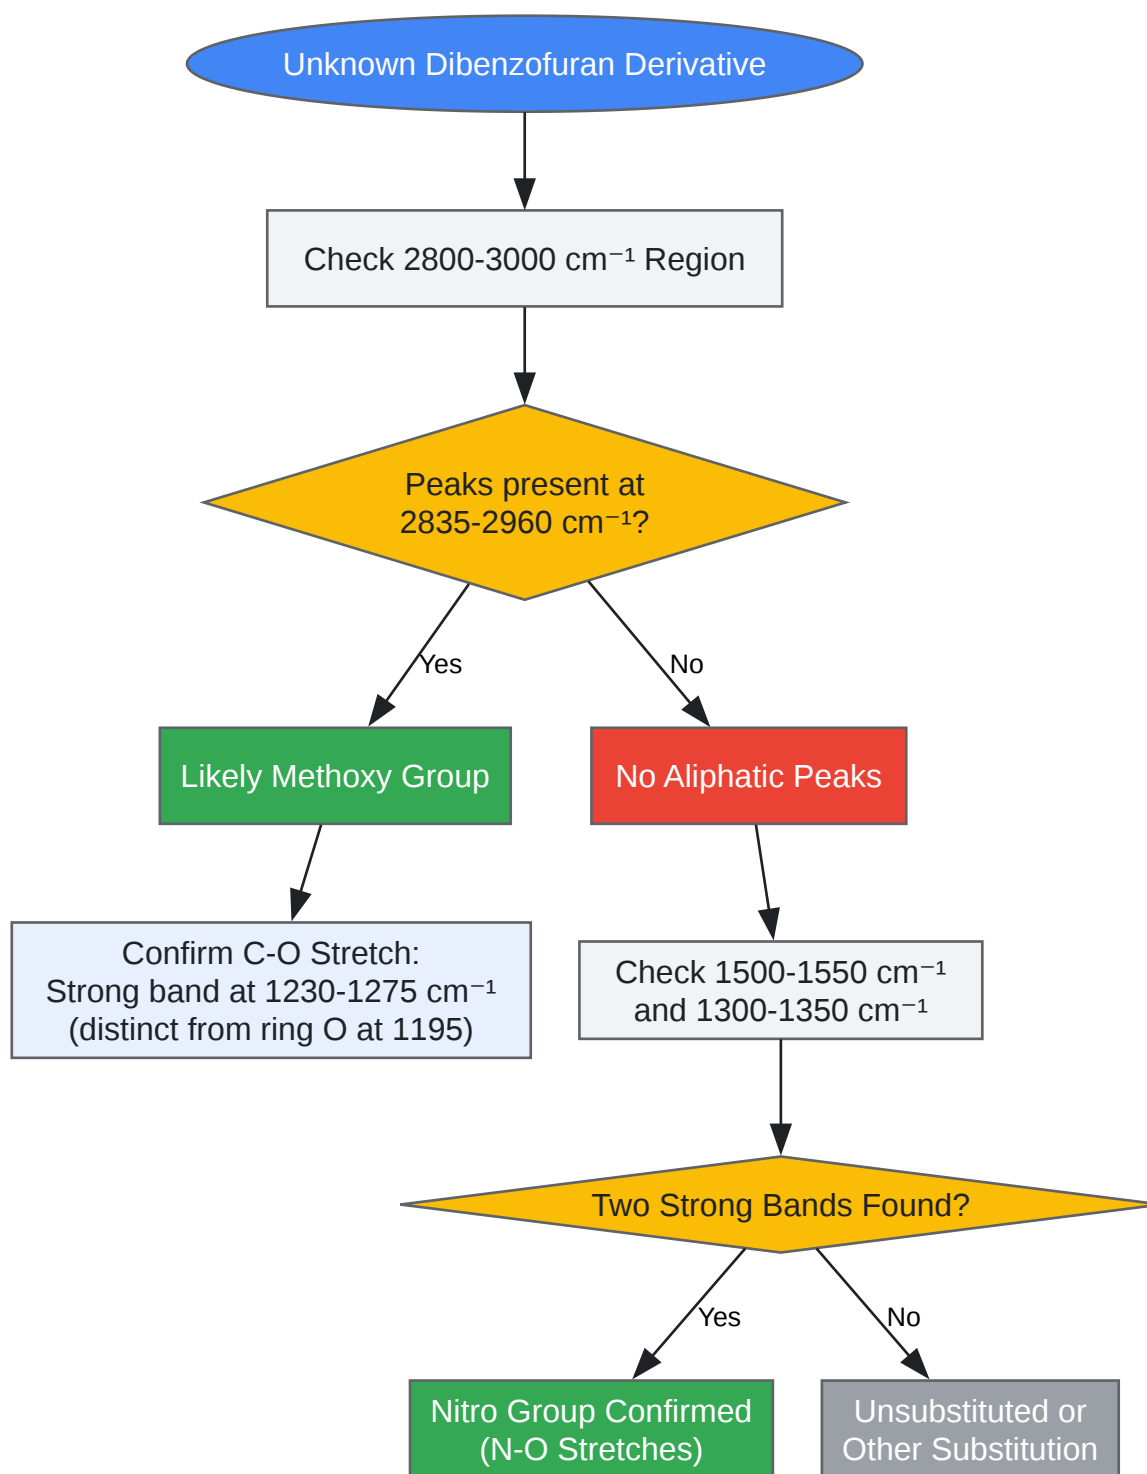 Unknown Dibenzofuran Derivative
Check 2800-3000 cm⁻¹ Region
Peaks present at
2835-2960 cm⁻¹?
Yes
No
Likely Methoxy Group
No Aliphatic Peaks
Confirm C-O Stretch:
Strong band at 1230-1275 cm⁻¹
(distinct from ring O at 1195)
Check 1500-1550 cm⁻¹
and 1300-1350 cm⁻¹
Two Strong Bands Found?
Yes
No
Nitro Group Confirmed
(N-O Stretches)
Unsubstituted or
Other Substitution